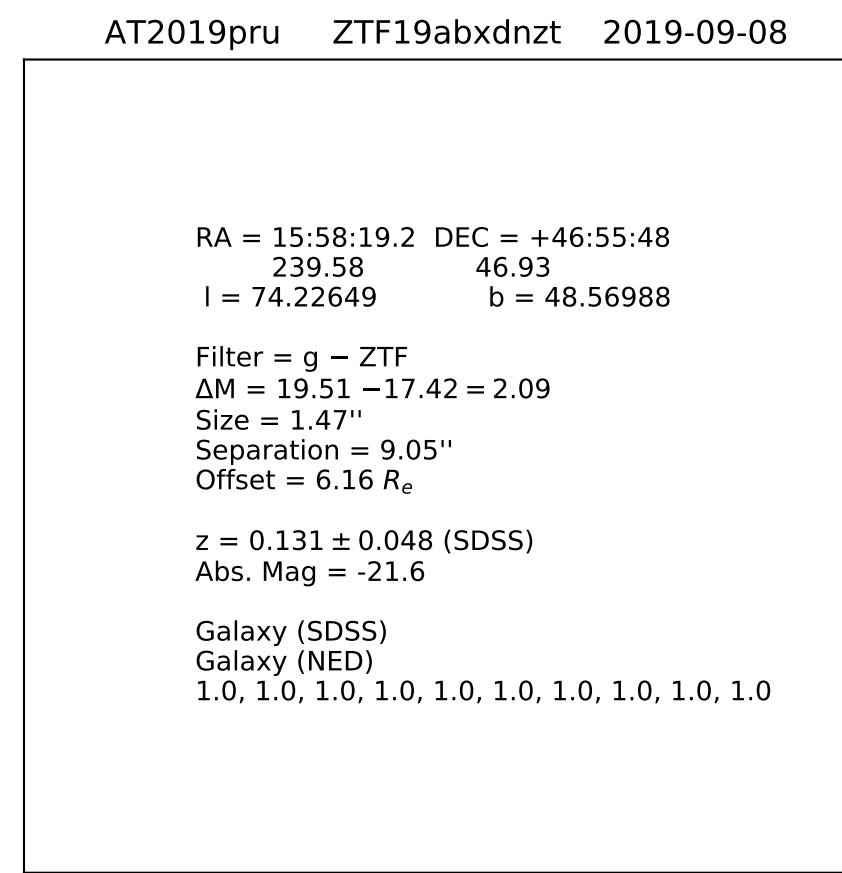 AT2019pru ZTF19abxdnzt 2019-09-08
RA = 15:58:19.2 DEC = +46:55:48
239.58 46.93
l = 74.22649 b = 48.56988
Filter = g − ZTF
ΔM = 19.51 −17.42 = 2.09
Size = 1.47''
Separation = 9.05''
Offset = 6.16 Rₑ
z = 0.131 ± 0.048 (SDSS)
Abs. Mag = -21.6
Galaxy (SDSS)
Galaxy (NED)
1.0, 1.0, 1.0, 1.0, 1.0, 1.0, 1.0, 1.0, 1.0, 1.0